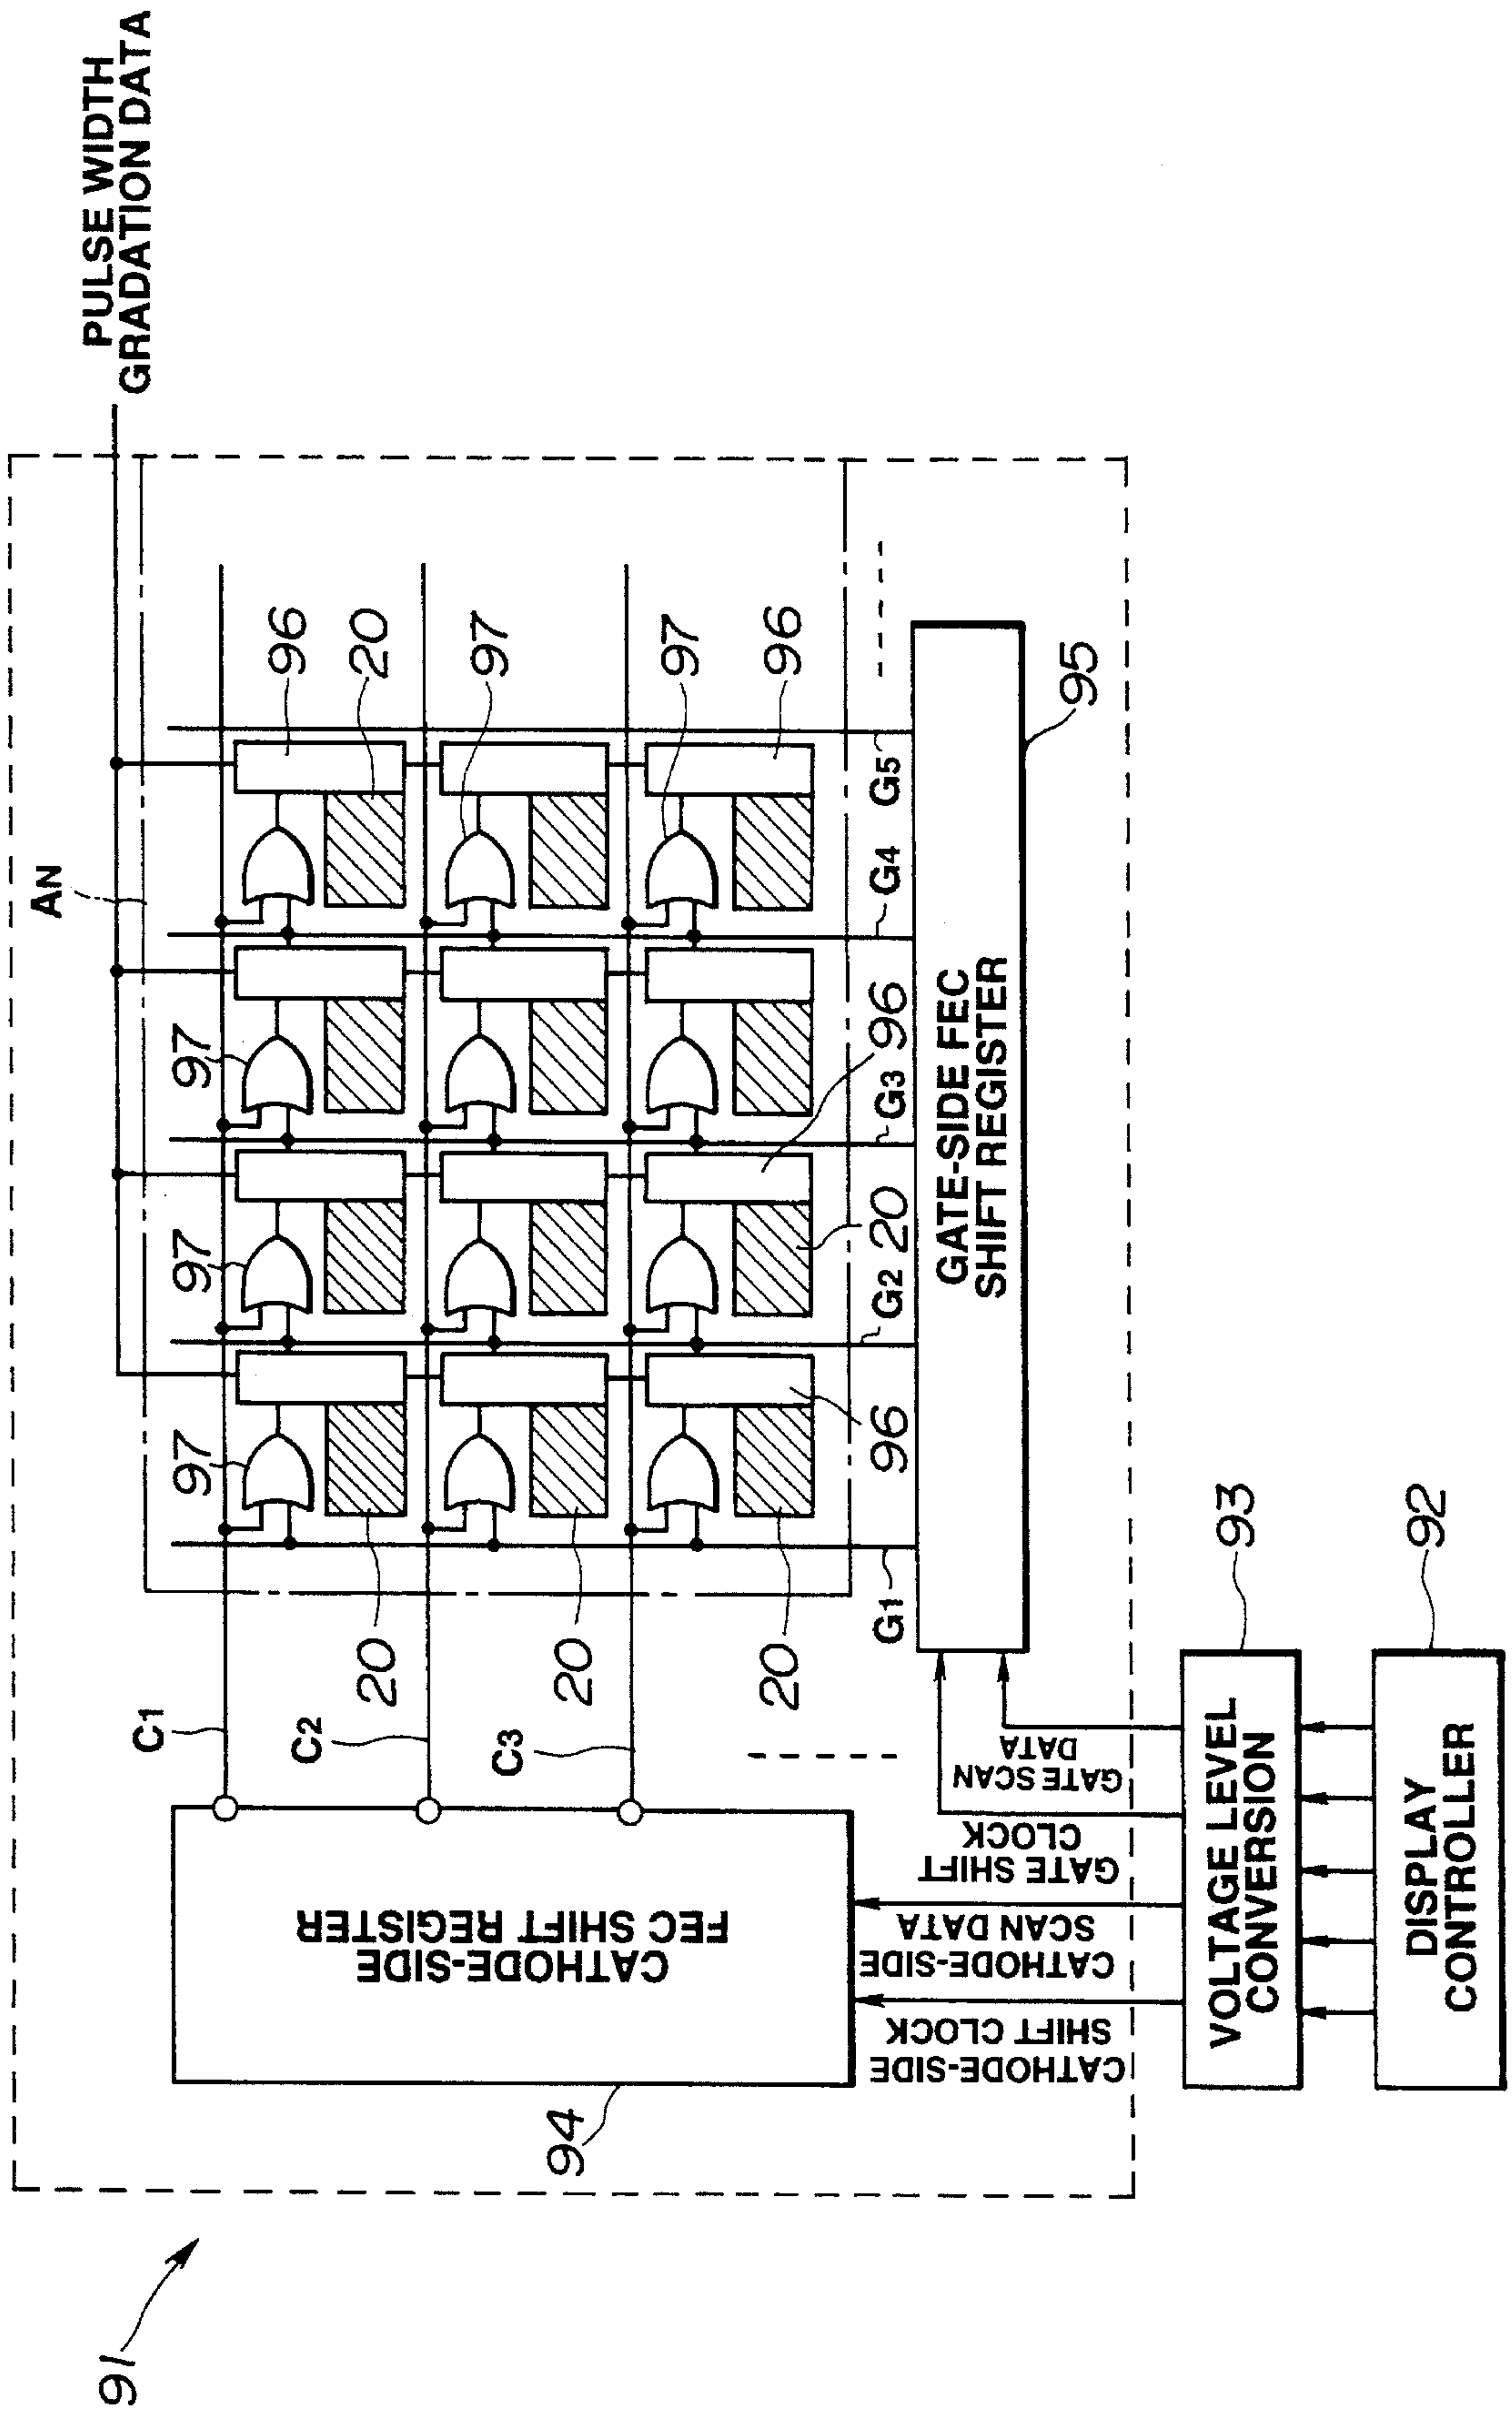 PULSE WIDTH
GRADATION DATA
AN
96
20
97
97
96
97
97
97
96
20
96
20
20
20
C1
C2
C3
G1
G2
G3
G4
G5
95
GATE-SIDE FEC
SHIFT REGISTER
CATHODE-SIDE
FEC SHIFT REGISTER
94
CATHODE-SIDE
SHIFT CLOCK
CATHODE-SIDE
SCAN DATA
GATE SHIFT
CLOCK
GATE SCAN
DATA
VOLTAGE LEVEL
CONVERSION
93
DISPLAY
CONTROLLER
92
91